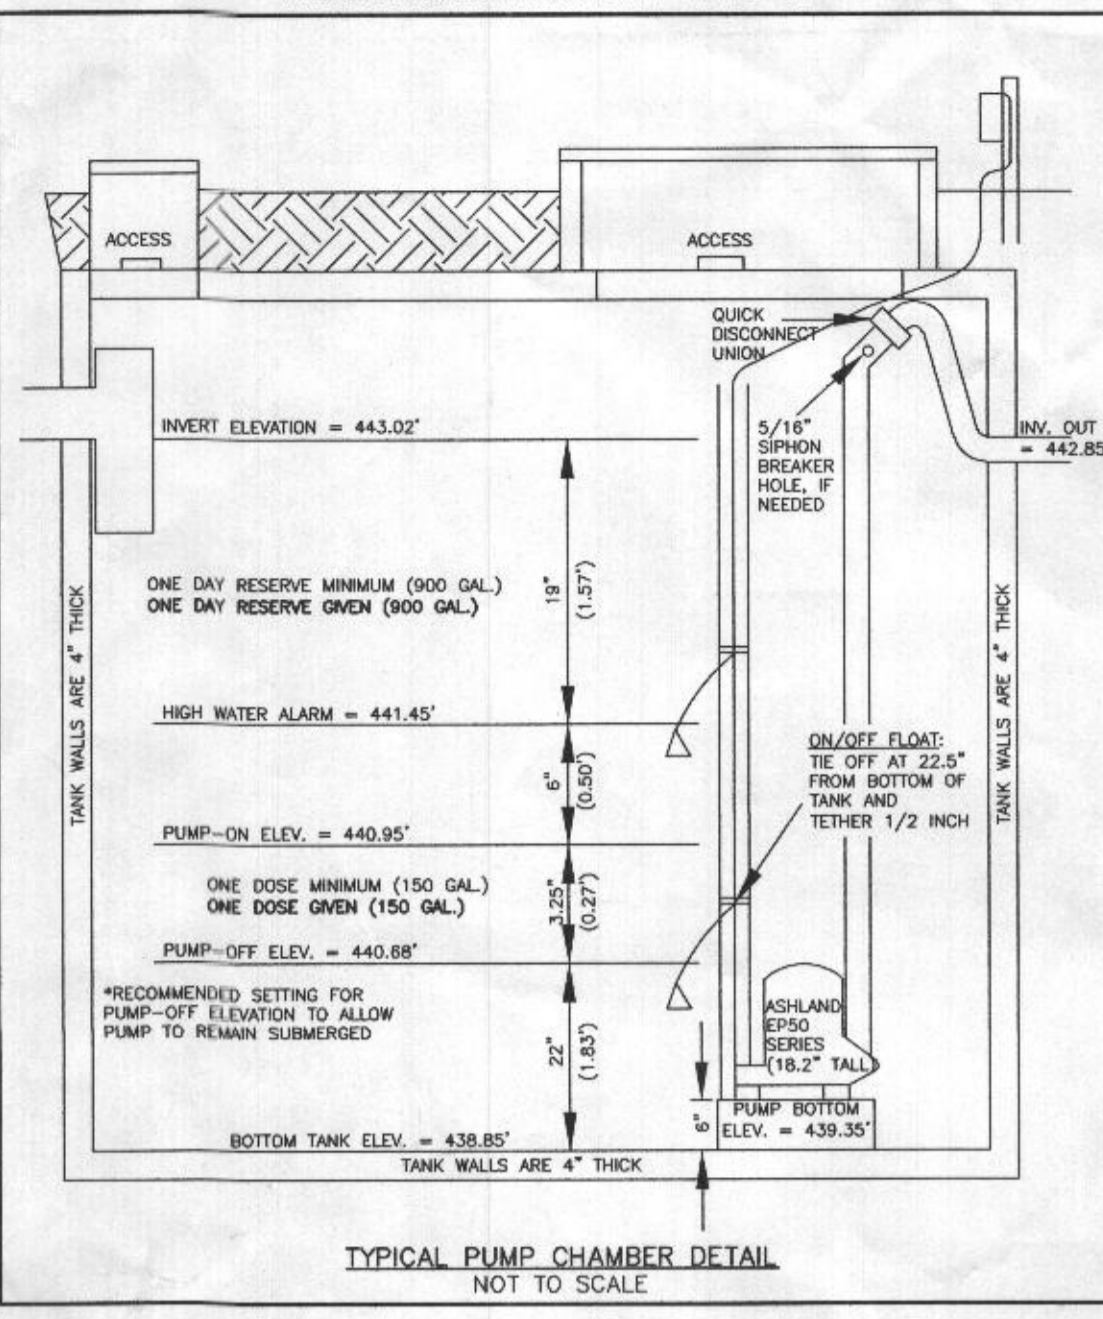 ACCESS
ACCESS
QUICK
DISCONNECT
UNION
INVERT ELEVATION = 443.02'
5/16"
SIPHON
BREAKER
HOLE, IF
NEEDED
INV. OUT
= 442.85
ONE DAY RESERVE MINIMUM (900 GAL.)
ONE DAY RESERVE GIVEN (900 GAL.)
19"
(1.57')
TANK WALLS ARE 4" THICK
TANK WALLS ARE 4" THICK
HIGH WATER ALARM = 441.45'
6"
(0.50')
ON/OFF FLOAT:
TIE OFF AT 22.5"
FROM BOTTOM OF
TANK AND
TETHER 1/2 INCH
PUMP-ON ELEV. = 440.95'
ONE DOSE MINIMUM (150 GAL.)
ONE DOSE GIVEN (150 GAL.)
3.25"
(0.27')
PUMP-OFF ELEV. = 440.68'
*RECOMMENDED SETTING FOR
PUMP-OFF ELEVATION TO ALLOW
PUMP TO REMAIN SUBMERGED
22"
(1.83')
ASHLAND
EP50
SERIES
(18.2" TALL)
6"
PUMP BOTTOM
ELEV. = 439.35'
BOTTOM TANK ELEV. = 438.85'
TANK WALLS ARE 4" THICK
TYPICAL PUMP CHAMBER DETAIL
NOT TO SCALE